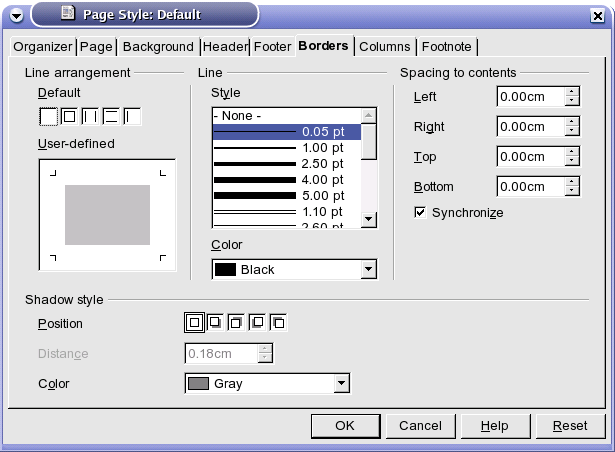 Page Style: Default
Organizer Page Background Header Footer Borders Columns Footnote
Line arrangement
Default
User-defined
Line
Style
- None -
0.05 pt
1.00 pt
2.50 pt
4.00 pt
5.00 pt
1.10 pt
2.60 pt
Color
Black
Spacing to contents
Left 0.00cm
Right 0.00cm
Top 0.00cm
Bottom 0.00cm
Synchronize
Shadow style
Position
Distance 0.18cm
Color Gray
OK Cancel Help Reset